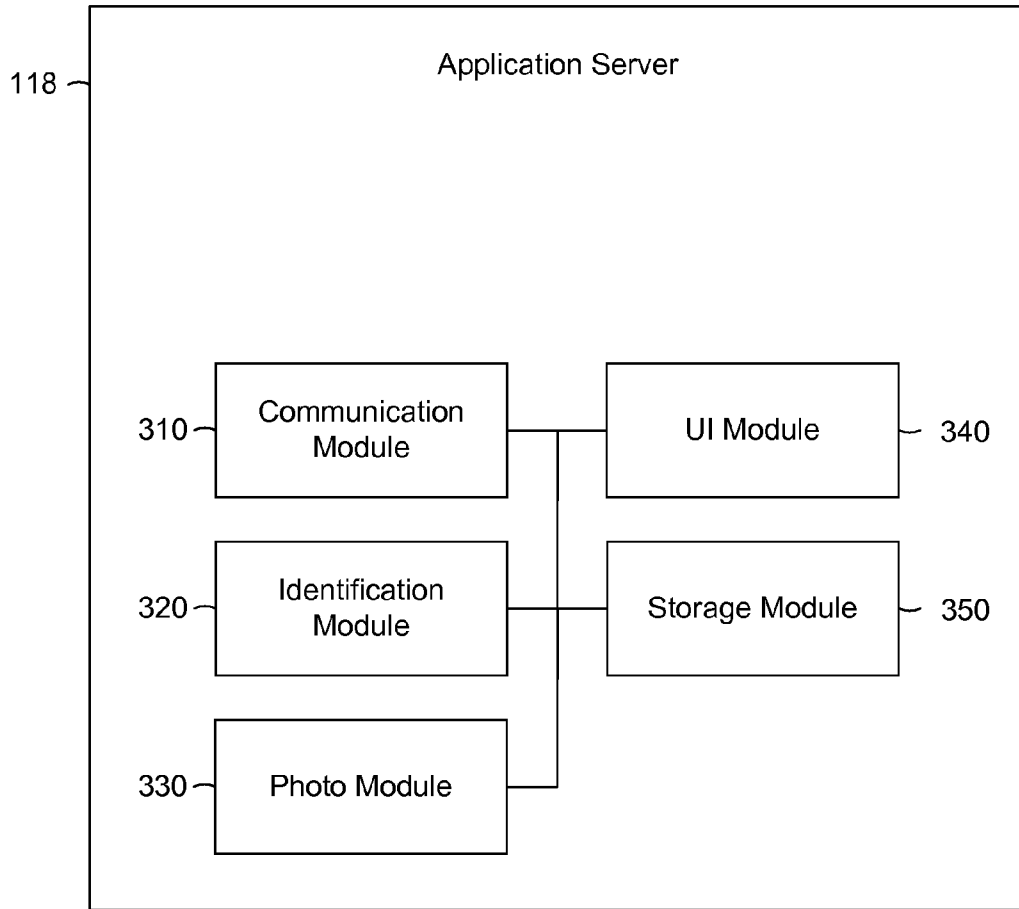 Application Server
118
Communication
Module
310
UI Module
340
Identification
Module
320
Storage Module
350
Photo Module
330